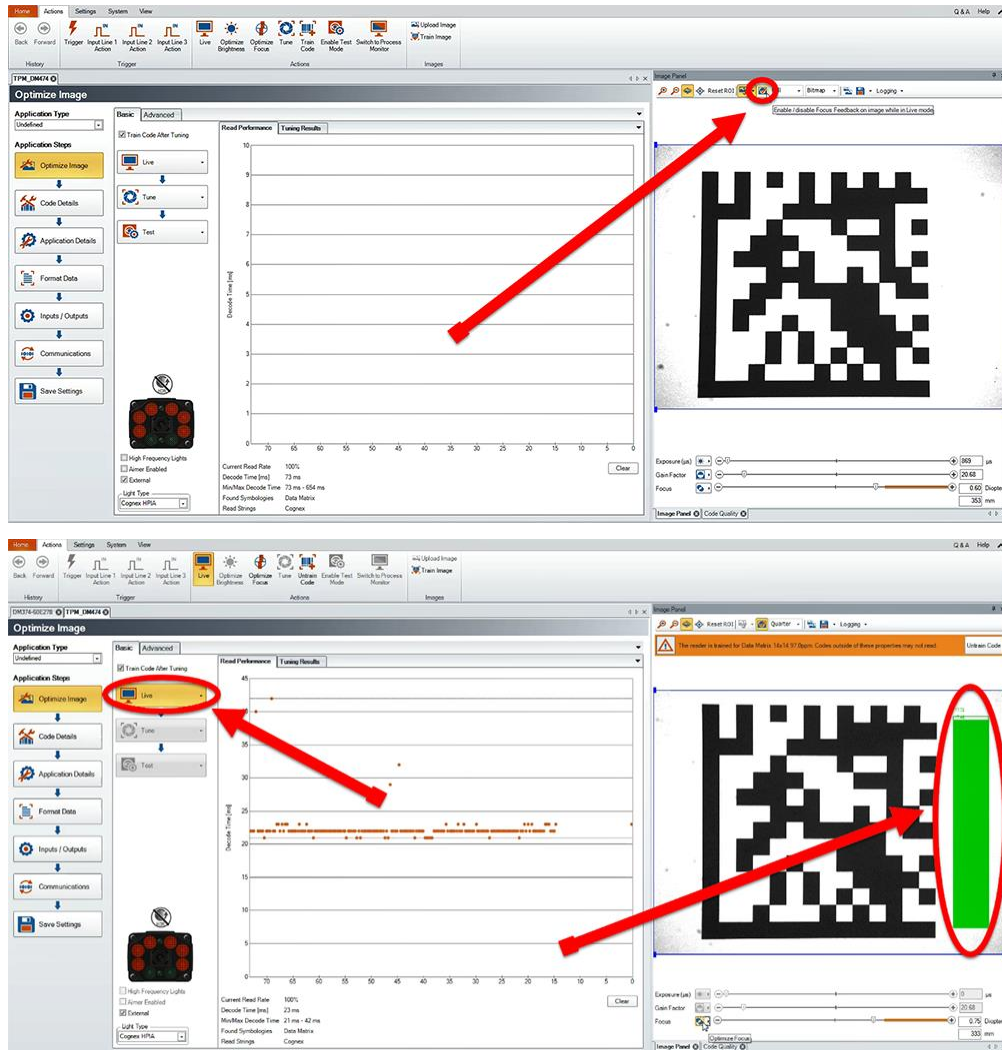 Home Actions Settings System View Q & A Help
Back Forward Trigger Input Line 1 Action Input Line 2 Action Input Line 3 Action Live Optimize Brightness Optimize Focus Tune Train Code Enable Test Mode Switch to Process Monitor Upload Image Train Image
History Trigger Actions Images
TPM_DM474
Optimize Image
Application Type
Undefined
Application Steps
Optimize Image
Code Details
Application Details
Format Data
Inputs / Outputs
Communications
Save Settings
Basic Advanced
Train Code After Tuning
Live
Tune
Test
High Frequency Lights
Aimer Enabled
External
Light Type
Cognex HPIA
Read Performance Tuning Results
10
9
8
7
6
5
4
3
2
1
0
Decode Time [ms]
70 65 60 55 50 45 40 35 30 25 20 15 10 5 0
Current Read Rate 100%
Decode Time [ms] 73 ms
Min/Max Decode Time 73 ms - 654 ms
Found Symbologies Data Matrix
Read Strings Cognex
Clear
Image Panel
Reset ROI Bitmap Logging
Enable/disable Focus Feedback on image while in Live mode
Exposure (µs) 869 µs
Gain Factor 20.68
Focus 0.60 Diopter
353 mm
Image Panel Code Quality
Home Actions Settings System View Q & A Help
Back Forward Trigger Input Line 1 Action Input Line 2 Action Input Line 3 Action Live Optimize Brightness Optimize Focus Tune Untrain Code Enable Test Mode Switch to Process Monitor Upload Image Train Image
History Trigger Actions Images
DM374-60E278 TPM_DM474
Optimize Image
Application Type
Undefined
Application Steps
Optimize Image
Code Details
Application Details
Format Data
Inputs / Outputs
Communications
Save Settings
Basic Advanced
Train Code After Tuning
Live
Tune
Test
High Frequency Lights
Aimer Enabled
External
Light Type
Cognex HPIA
Read Performance Tuning Results
45
35
30
25
20
15
10
5
0
Decode Time [ms]
70 65 60 55 50 45 40 35 30 25 20 15 10 5 0
Current Read Rate 100%
Decode Time [ms] 23 ms
Min/Max Decode Time 21 ms - 42 ms
Found Symbologies Data Matrix
Read Strings Cognex
Clear
Image Panel
Reset ROI Quarter Logging
The reader is trained for Data Matrix 14x14 97.0ppm. Codes outside of these properties may not read. Untrain Code
Exposure (µs) 0 µs
Gain Factor 20.68
Focus 0.75 Diopter
333 mm
Optimize Focus
Image Panel Code Quality